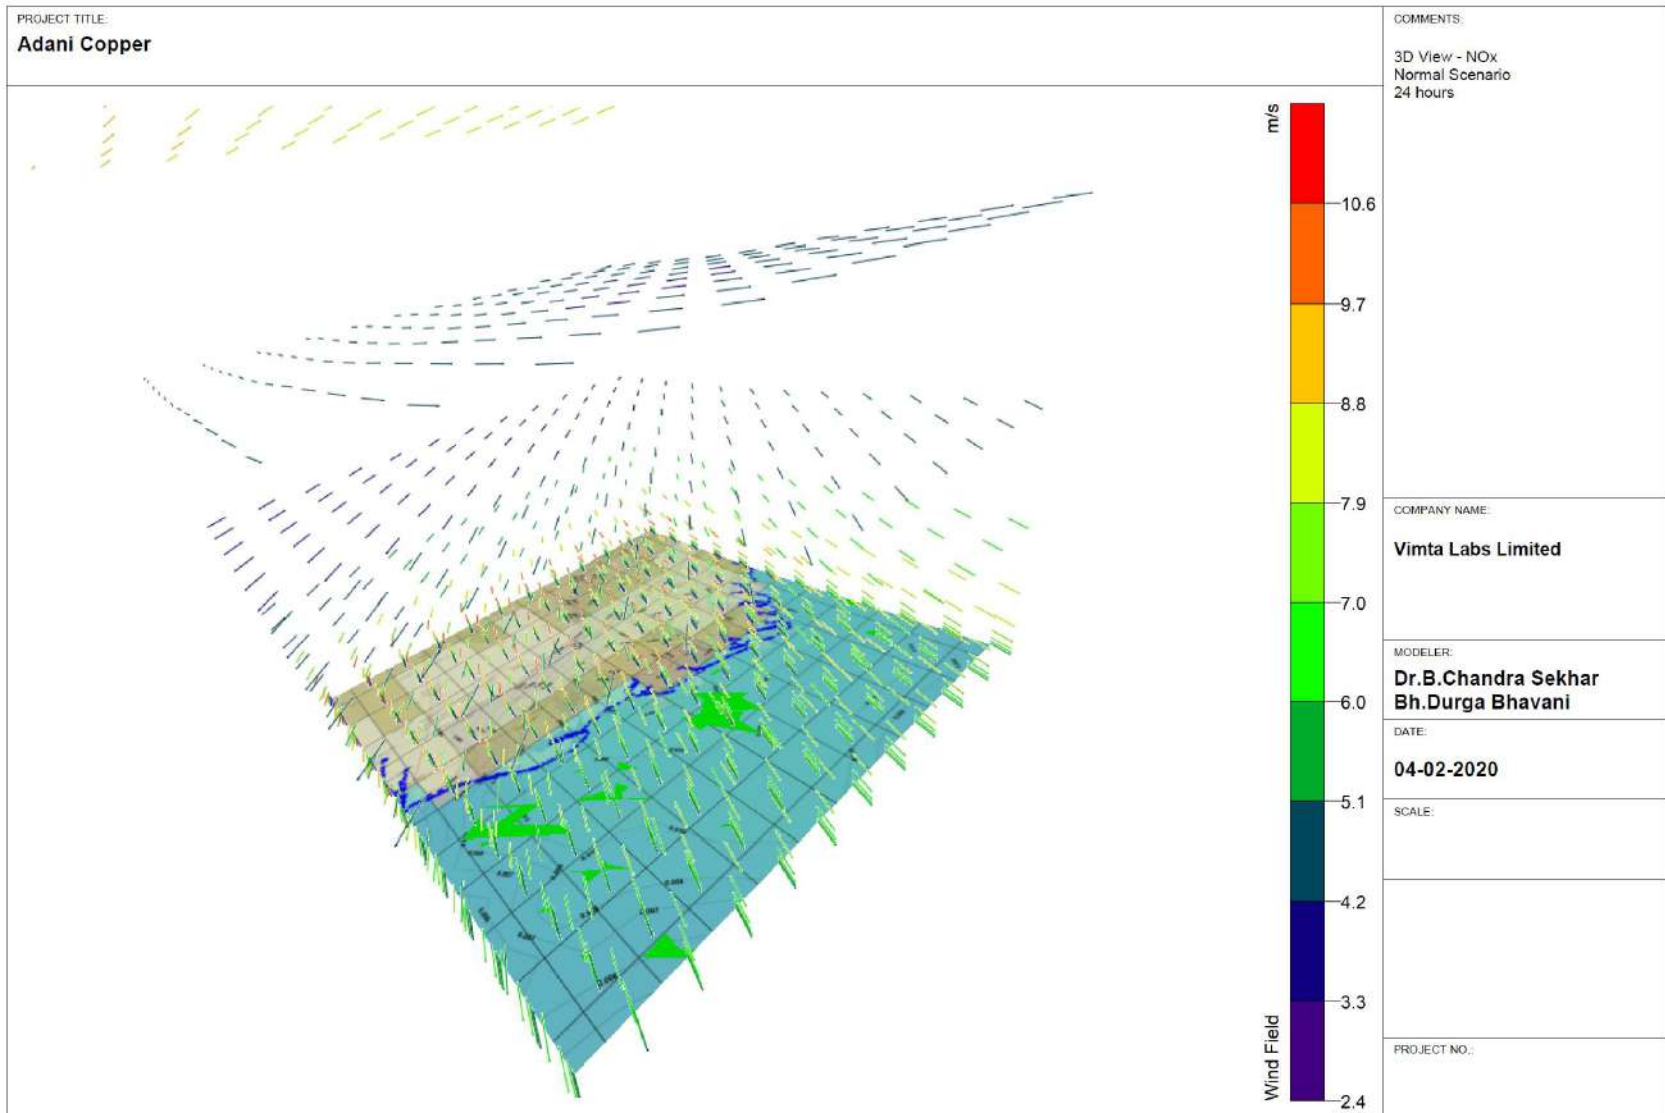 PROJECT TITLE:
Adani Copper
COMMENTS:
3D View - NOx
Normal Scenario
24 hours
m/s
10.6
9.7
8.8
7.9
7.0
6.0
5.1
4.2
3.3
2.4
Wind Field
COMPANY NAME:
Vimta Labs Limited
MODELER:
Dr.B.Chandra Sekhar
Bh.Durga Bhavani
DATE:
04-02-2020
SCALE:
PROJECT NO.: